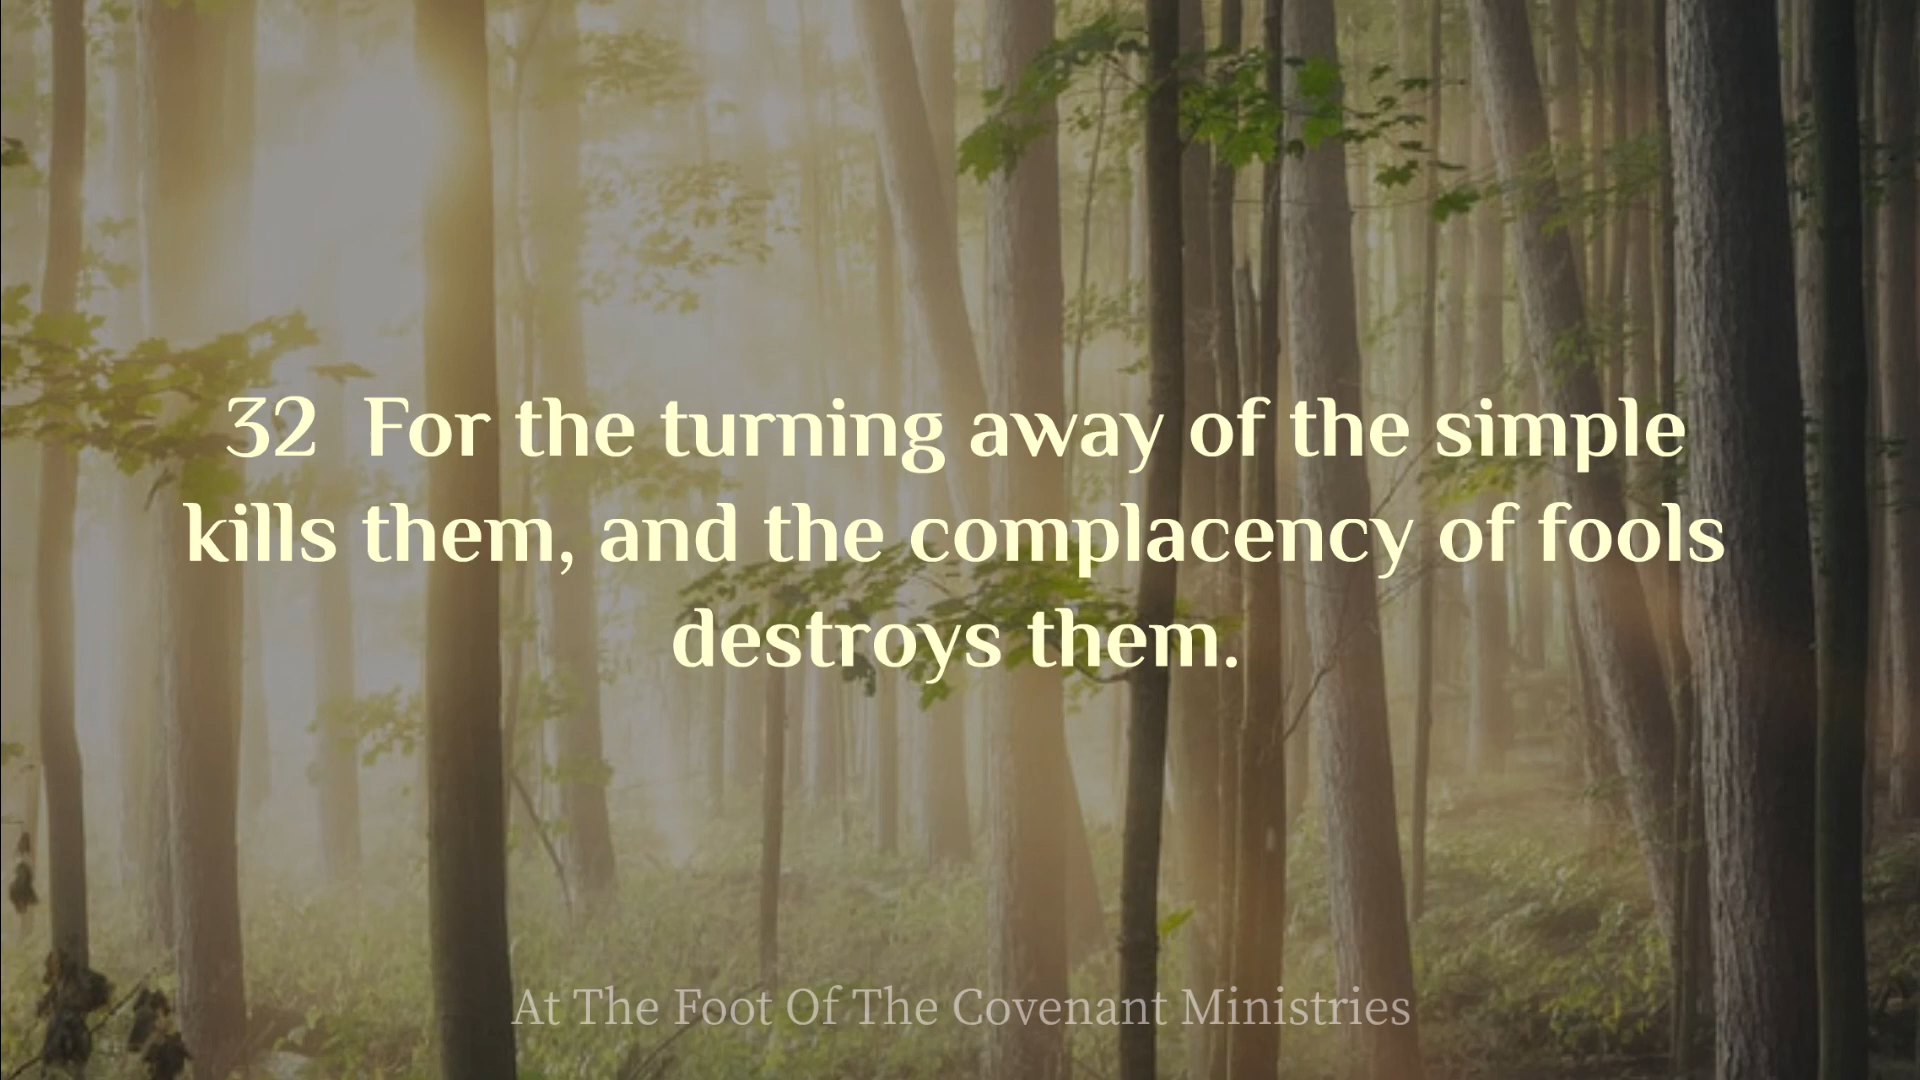 32  For the turning away of the simple
kills them, and the complacency of fools
destroys them.
At The Foot Of The Covenant Ministries